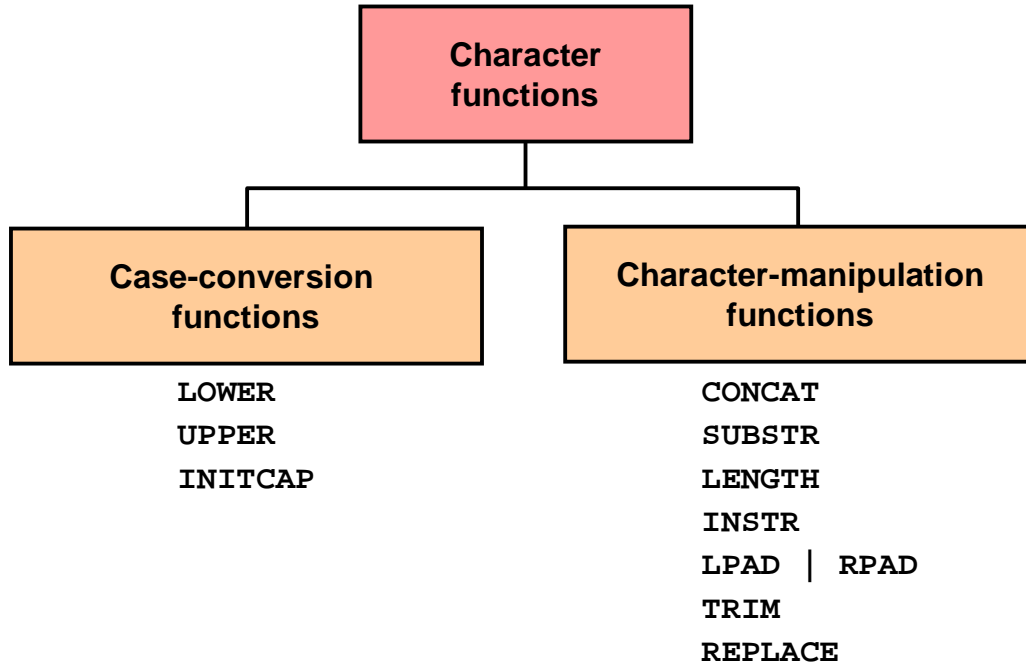 Character
functions
Case-conversion
functions
Character-manipulation
functions
LOWER
UPPER
INITCAP
CONCAT
SUBSTR
LENGTH
INSTR
LPAD | RPAD
TRIM
REPLACE